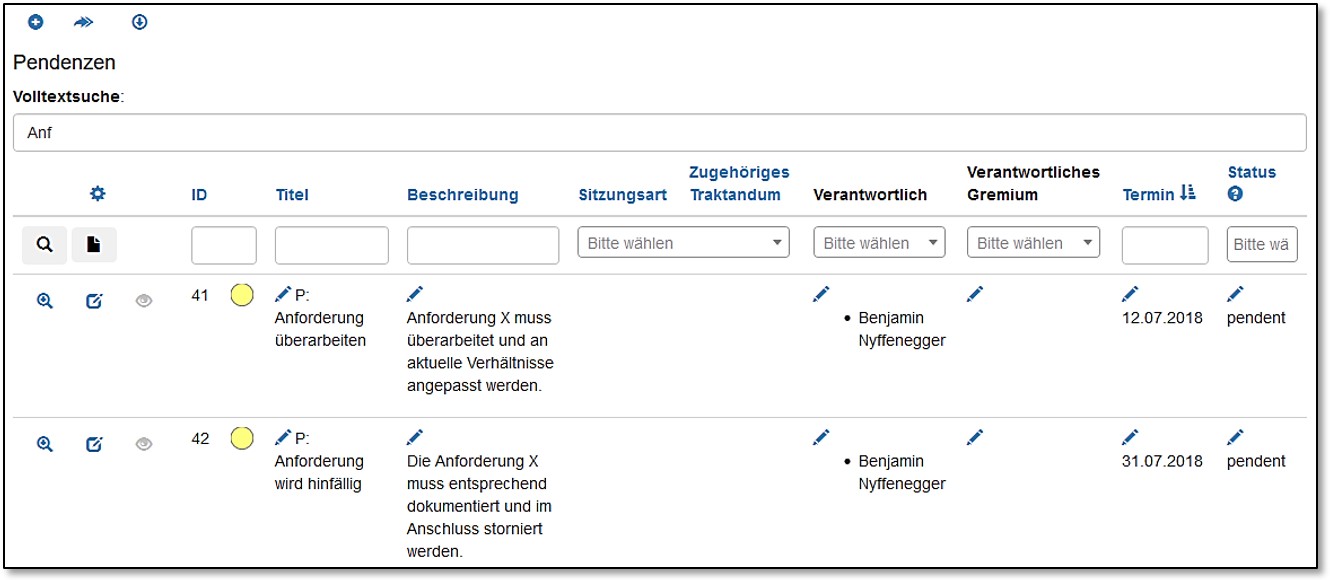 Pendenzen
Volltextsuche:
Anf
ID
Titel
Beschreibung
Sitzungsart
Zugehöriges
Traktandum
Verantwortlich
Verantwortliches
Gremium
Termin
Status
Bitte wählen
Bitte wählen
Bitte wählen
Bitte wä
41
P:
Anforderung
überarbeiten
Anforderung X muss
überarbeitet und an
aktuelle Verhältnisse
angepasst werden.
• Benjamin
Nyffenegger
12.07.2018
pendent
42
P:
Anforderung
wird hinfällig
Die Anforderung X
muss entsprechend
dokumentiert und im
Anschluss storniert
werden.
• Benjamin
Nyffenegger
31.07.2018
pendent